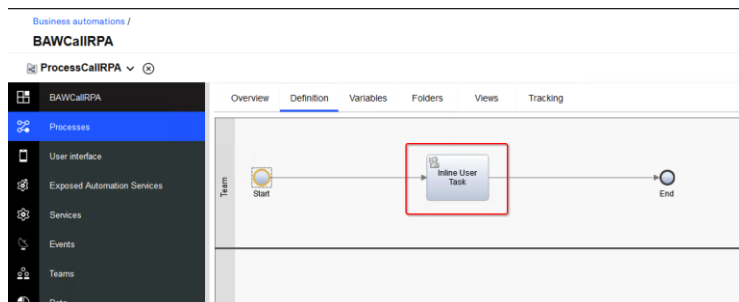 Business automations /
BAWCallRPA
ProcessCallRPA
BAWCallRPA
Overview Definition Variables Folders Views Tracking
Processes
User interface
Exposed Automation Services
Services
Events
Teams
Data
Team
Start
Inline User
Task
End